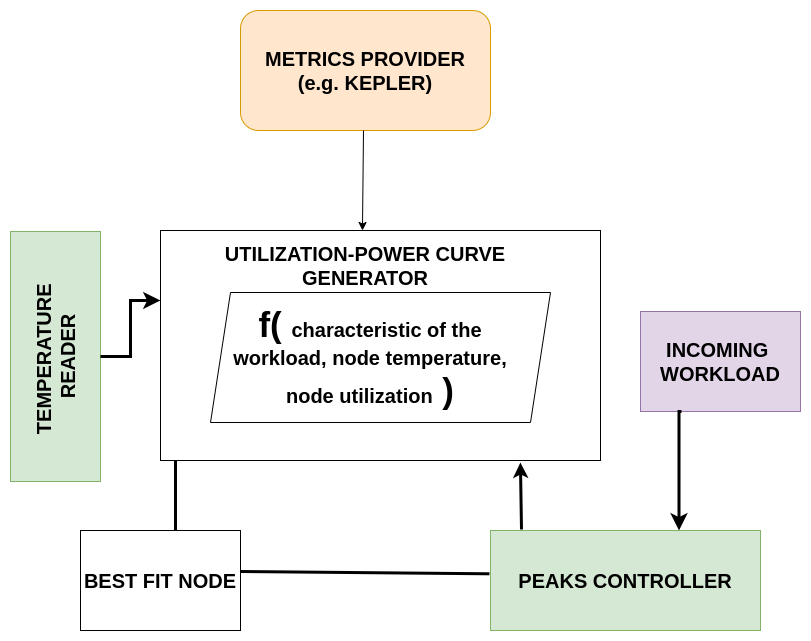 METRICS PROVIDER
(e.g. KEPLER)
UTILIZATION-POWER CURVE
GENERATOR
f( characteristic of the
workload, node temperature,
node utilization )
TEMPERATURE
READER
INCOMING
WORKLOAD
BEST FIT NODE
PEAKS CONTROLLER